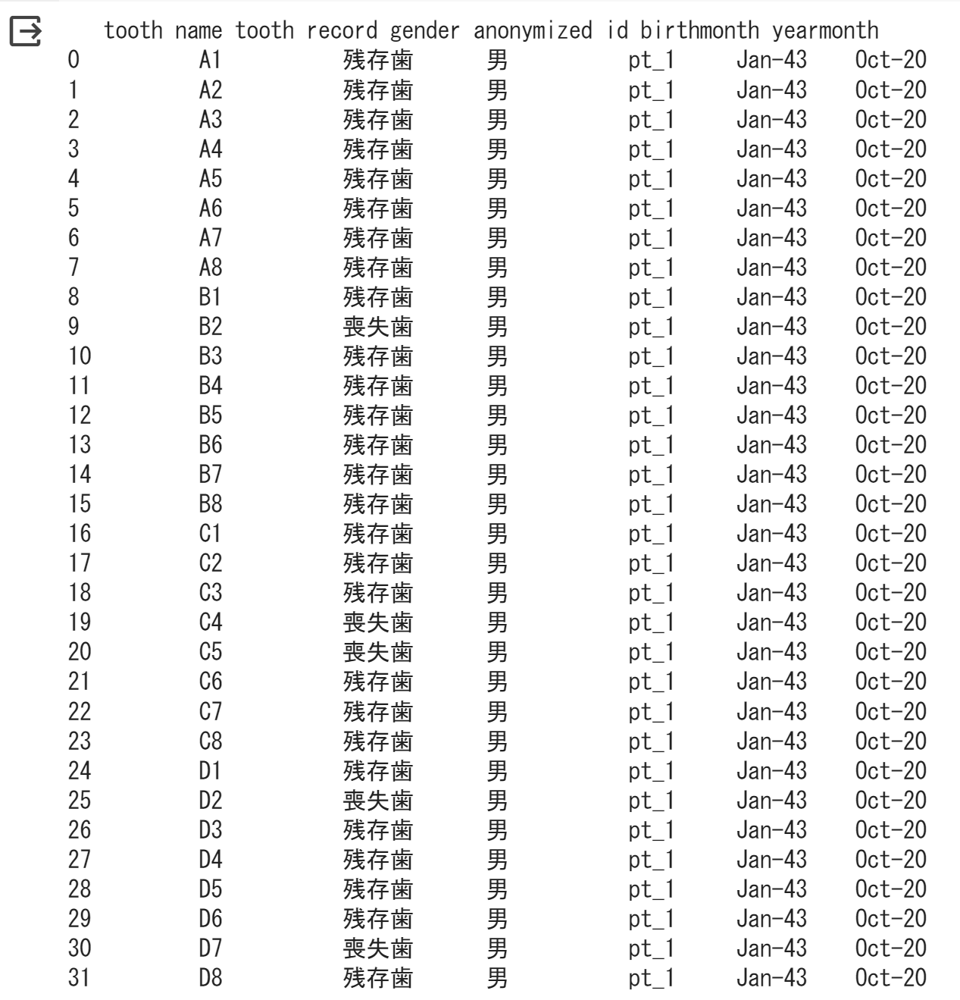 tooth name tooth record gender anonymized id birthmonth yearmonth
0 A1 残存歯 男 pt_1 Jan-43 Oct-20
1 A2 残存歯 男 pt_1 Jan-43 Oct-20
2 A3 残存歯 男 pt_1 Jan-43 Oct-20
3 A4 残存歯 男 pt_1 Jan-43 Oct-20
4 A5 残存歯 男 pt_1 Jan-43 Oct-20
5 A6 残存歯 男 pt_1 Jan-43 Oct-20
6 A7 残存歯 男 pt_1 Jan-43 Oct-20
7 A8 残存歯 男 pt_1 Jan-43 Oct-20
8 B1 残存歯 男 pt_1 Jan-43 Oct-20
9 B2 喪失歯 男 pt_1 Jan-43 Oct-20
10 B3 残存歯 男 pt_1 Jan-43 Oct-20
11 B4 残存歯 男 pt_1 Jan-43 Oct-20
12 B5 残存歯 男 pt_1 Jan-43 Oct-20
13 B6 残存歯 男 pt_1 Jan-43 Oct-20
14 B7 残存歯 男 pt_1 Jan-43 Oct-20
15 B8 残存歯 男 pt_1 Jan-43 Oct-20
16 C1 残存歯 男 pt_1 Jan-43 Oct-20
17 C2 残存歯 男 pt_1 Jan-43 Oct-20
18 C3 残存歯 男 pt_1 Jan-43 Oct-20
19 C4 喪失歯 男 pt_1 Jan-43 Oct-20
20 C5 喪失歯 男 pt_1 Jan-43 Oct-20
21 C6 残存歯 男 pt_1 Jan-43 Oct-20
22 C7 残存歯 男 pt_1 Jan-43 Oct-20
23 C8 残存歯 男 pt_1 Jan-43 Oct-20
24 D1 残存歯 男 pt_1 Jan-43 Oct-20
25 D2 喪失歯 男 pt_1 Jan-43 Oct-20
26 D3 残存歯 男 pt_1 Jan-43 Oct-20
27 D4 残存歯 男 pt_1 Jan-43 Oct-20
28 D5 残存歯 男 pt_1 Jan-43 Oct-20
29 D6 残存歯 男 pt_1 Jan-43 Oct-20
30 D7 喪失歯 男 pt_1 Jan-43 Oct-20
31 D8 残存歯 男 pt_1 Jan-43 Oct-20